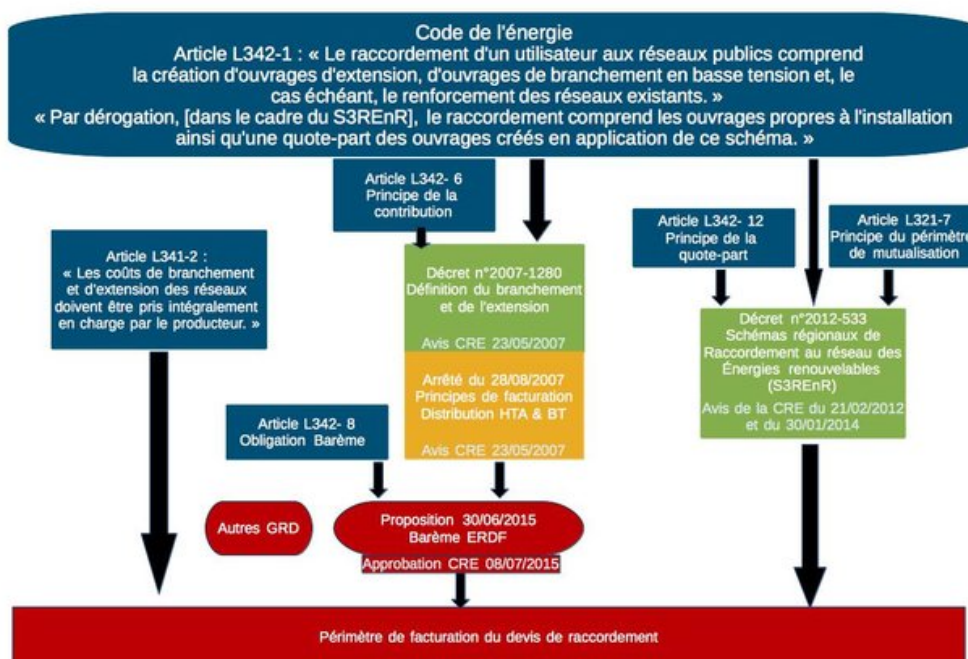 Code de l'énergie
Article L342-1 : « Le raccordement d'un utilisateur aux réseaux publics comprend
la création d'ouvrages d'extension, d'ouvrages de branchement en basse tension et, le
cas échéant, le renforcement des réseaux existants. »
« Par dérogation, [dans le cadre du S3REnR], le raccordement comprend les ouvrages propres à l'installation
ainsi qu'une quote-part des ouvrages créés en application de ce schéma. »
Article L342- 6
Principe de la
contribution
Article L342- 12
Principe de la
quote-part
Article L321-7
Principe du périmètre
de mutualisation
Article L341-2 :
« Les coûts de branchement
et d'extension des réseaux
doivent être pris intégralement
en charge par le producteur. »
Décret n°2007-1280
Définition du branchement
et de l'extension
Avis CRE 23/05/2007
Décret n°2012-533
Schémas régionaux de
Raccordement au réseau des
Énergies renouvelables
(S3REnR)
Avis de la CRE du 21/02/2012
et du 30/01/2014
Arrêté du 28/08/2007
Principes de facturation
Distribution HTA & BT
Avis CRE 23/05/2007
Article L342- 8
Obligation Barème
Autres GRD
Proposition 30/06/2015
Barème ERDF
Approbation CRE 08/07/2015
Périmètre de facturation du devis de raccordement